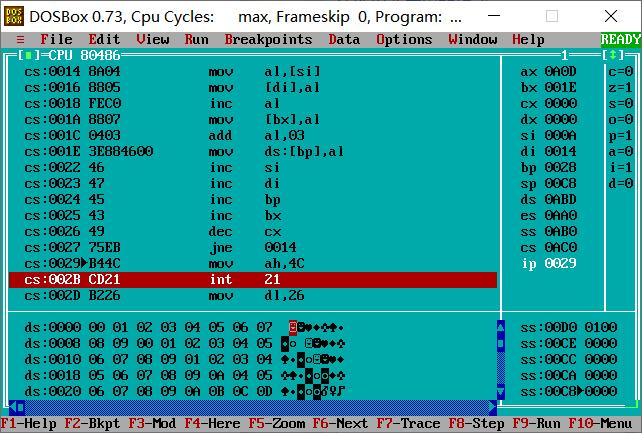 DOSBox 0.73, Cpu Cycles: max, Frameskip 0, Program: ...
≡ File Edit View Run Breakpoints Data Options Window Help READY
[■]=CPU 80486 1 [↕]
cs:0014 8A04 mov al,[si] ax 0A0D c=0
cs:0016 8805 mov [di],al bx 001E z=1
cs:0018 FEC0 inc al cx 0000 s=0
cs:001A 8807 mov [bx],al dx 0000 o=0
cs:001C 0403 add al,03 si 000A p=1
cs:001E 3E884600 mov ds:[bp],al di 0014 a=0
cs:0022 46 inc si bp 0028 i=1
cs:0023 47 inc di sp 00C8 d=0
cs:0024 45 inc bp ds 0ABD
cs:0025 43 inc bx es 0AA0
cs:0026 49 dec cx ss 0AB0
cs:0027 75EB jne 0014 cs 0AC0
cs:0029►B44C mov ah,4C ip 0029
cs:002B CD21 int 21
cs:002D B226 mov dl,26
ds:0000 00 01 02 03 04 05 06 07 ☺☻♥♦♣♠• ss:00D0 0100
ds:0008 08 09 00 01 02 03 04 05 ◘○ ☺☻♥♦♣ ss:00CE 0000
ds:0010 06 07 08 09 01 02 03 04 ♠•◘○☺☻♥♦ ss:00CC 0000
ds:0018 05 06 07 08 09 0A 04 05 ♣♠•◘○◙♦♣ ss:00CA 0000
ds:0020 06 07 08 09 0A 0B 0C 0D ♠•◘○◙♂♀♪ ss:00C8►0000
F1-Help F2-Bkpt F3-Mod F4-Here F5-Zoom F6-Next F7-Trace F8-Step F9-Run F10-Menu